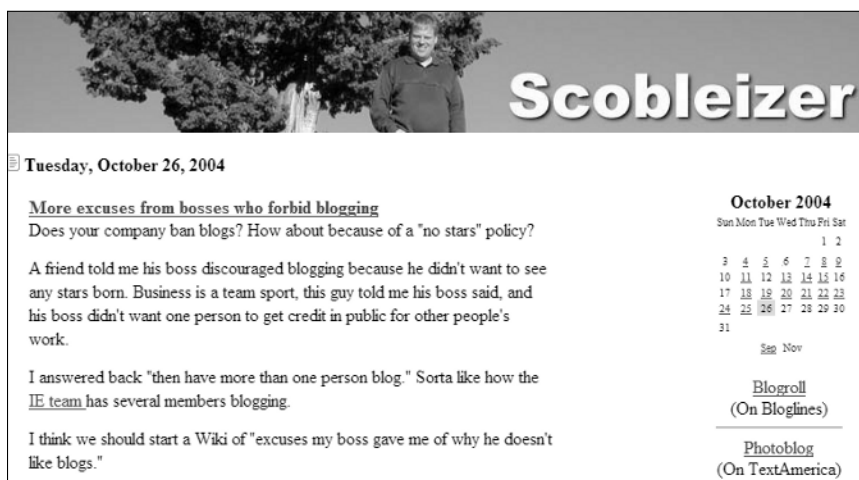 Scobleizer
Tuesday, October 26, 2004
More excuses from bosses who forbid blogging
Does your company ban blogs? How about because of a "no stars" policy?
A friend told me his boss discouraged blogging because he didn't want to see
any stars born. Business is a team sport, this guy told me his boss said, and
his boss didn't want one person to get credit in public for other people's
work.
I answered back "then have more than one person blog." Sorta like how the
IE team has several members blogging.
I think we should start a Wiki of "excuses my boss gave me of why he doesn't
like blogs."
October 2004
Sun Mon Tue Wed Thu Fri Sat
1 2
3 4 5 6 7 8 9
10 11 12 13 14 15 16
17 18 19 20 21 22 23
24 25 26 27 28 29 30
31
Sep Nov
Blogroll
(On Bloglines)
Photoblog
(On TextAmerica)